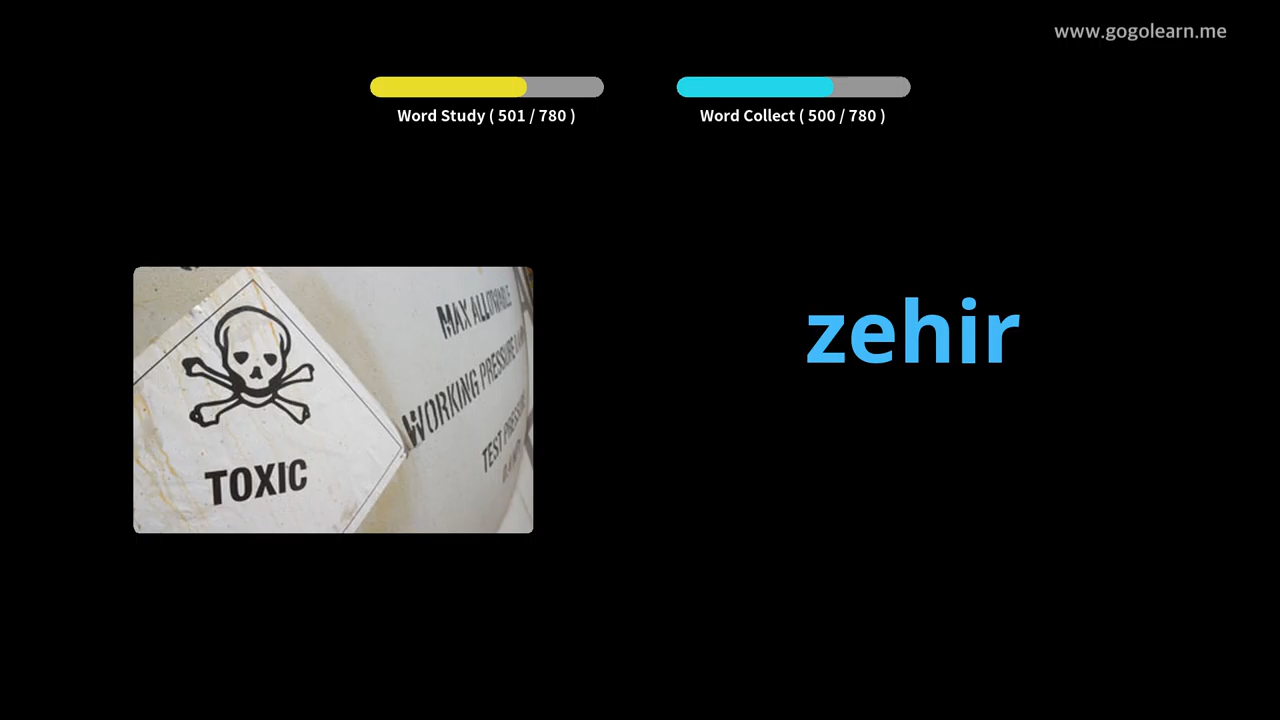 www.gogolearn.me
Word Study ( 501 / 780 )
Word Collect ( 500 / 780 )
zehir
MAX ALLOWABLE
WORKING PRESSURE
TEST PRESSURE
TOXIC